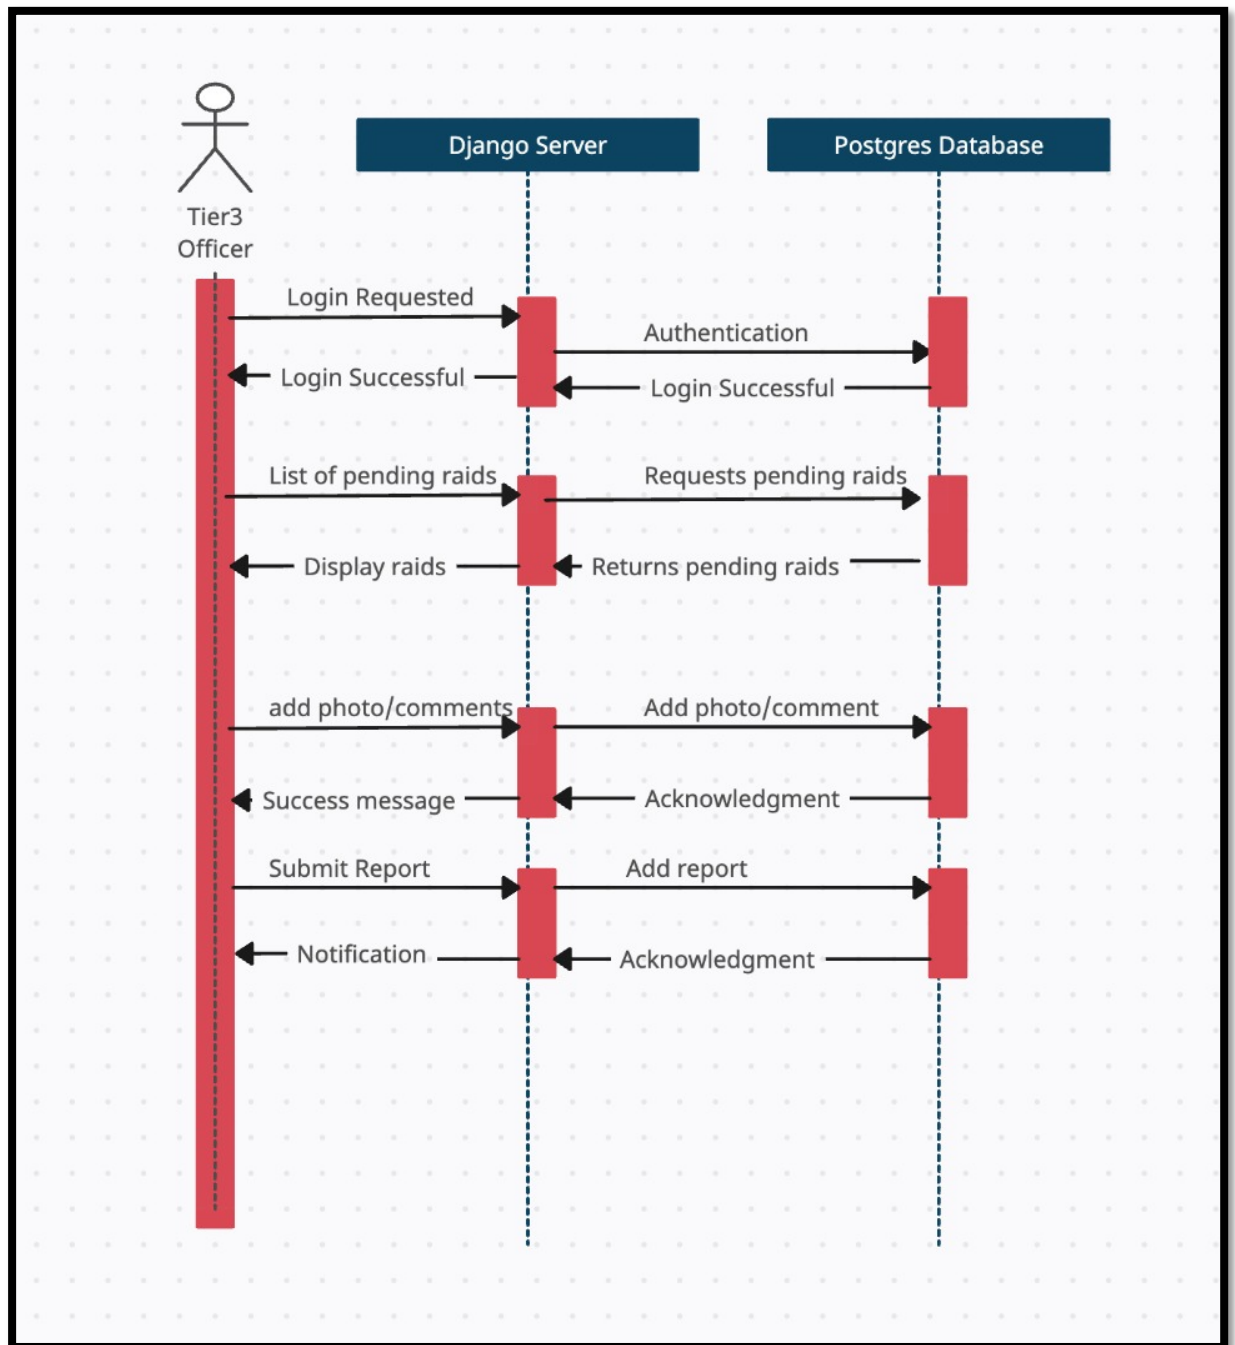 Django Server
Postgres Database
Tier3
Officer
Login Requested
Authentication
Login Successful
Login Successful
List of pending raids
Requests pending raids
Display raids
Returns pending raids
add photo/comments
Add photo/comment
Success message
Acknowledgment
Submit Report
Add report
Notification
Acknowledgment